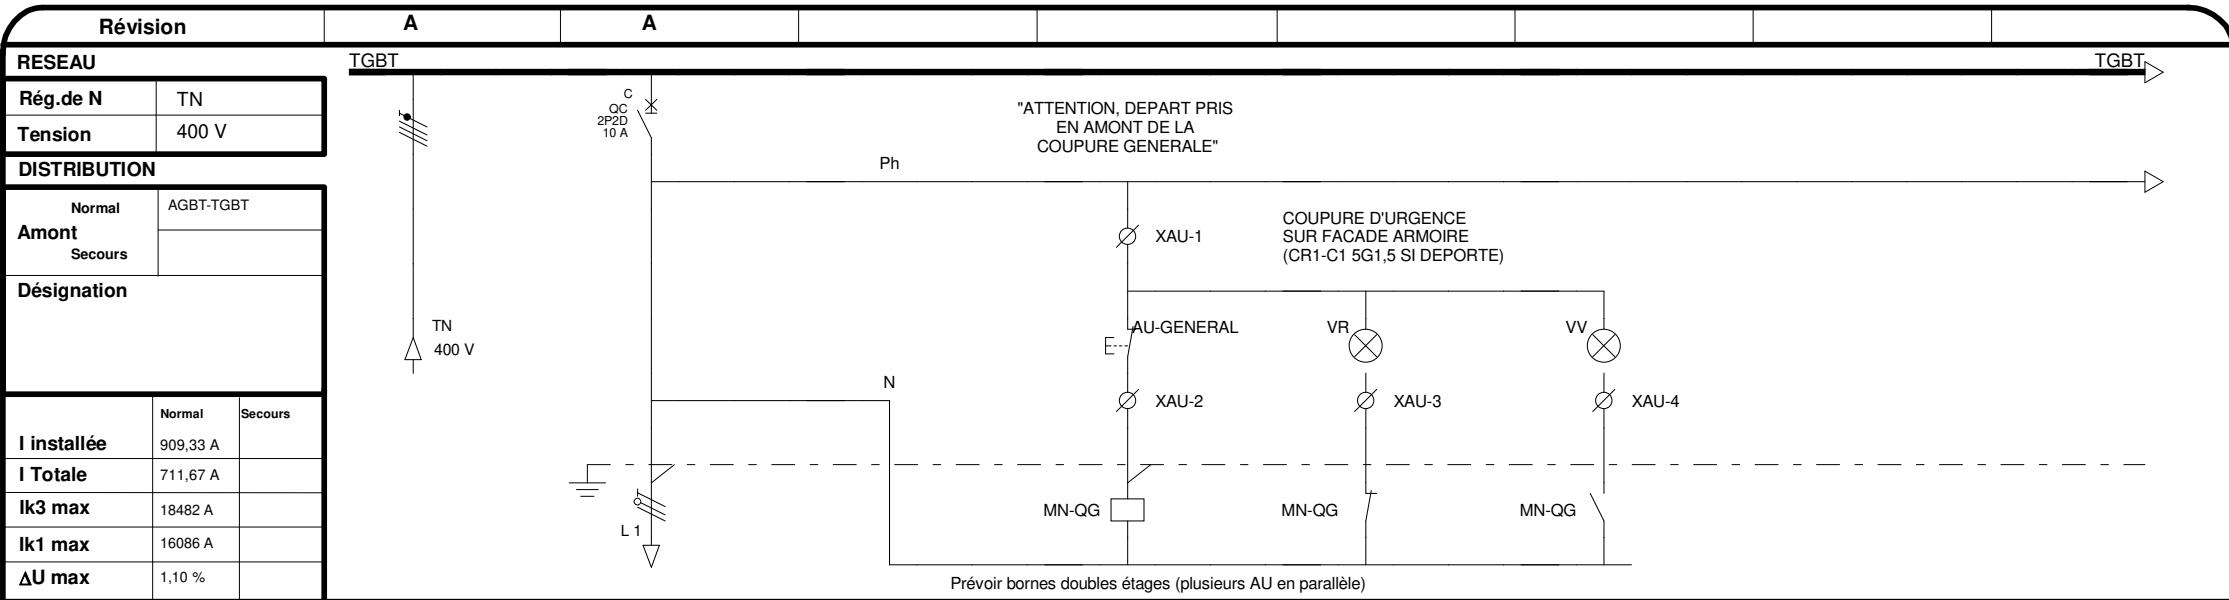 Révision A A
RESEAU
Rég.de N TN
Tension 400 V
DISTRIBUTION
Normal AGBT-TGBT
Amont
Secours
Désignation
Normal Secours
I installée 909,33 A
I Totale 711,67 A
Ik3 max 18482 A
Ik1 max 16086 A
ΔU max 1,10 %
TGBT TGBT
C
QC
2P2D
10 A
"ATTENTION, DEPART PRIS
EN AMONT DE LA
COUPURE GENERALE"
Ph
XAU-1
COUPURE D'URGENCE
SUR FACADE ARMOIRE
(CR1-C1 5G1,5 SI DEPORTE)
TN
400 V
AU-GENERAL VR VV
N
XAU-2 XAU-3 XAU-4
MN-QG MN-QG MN-QG
L 1
Prévoir bornes doubles étages (plusieurs AU en parallèle)